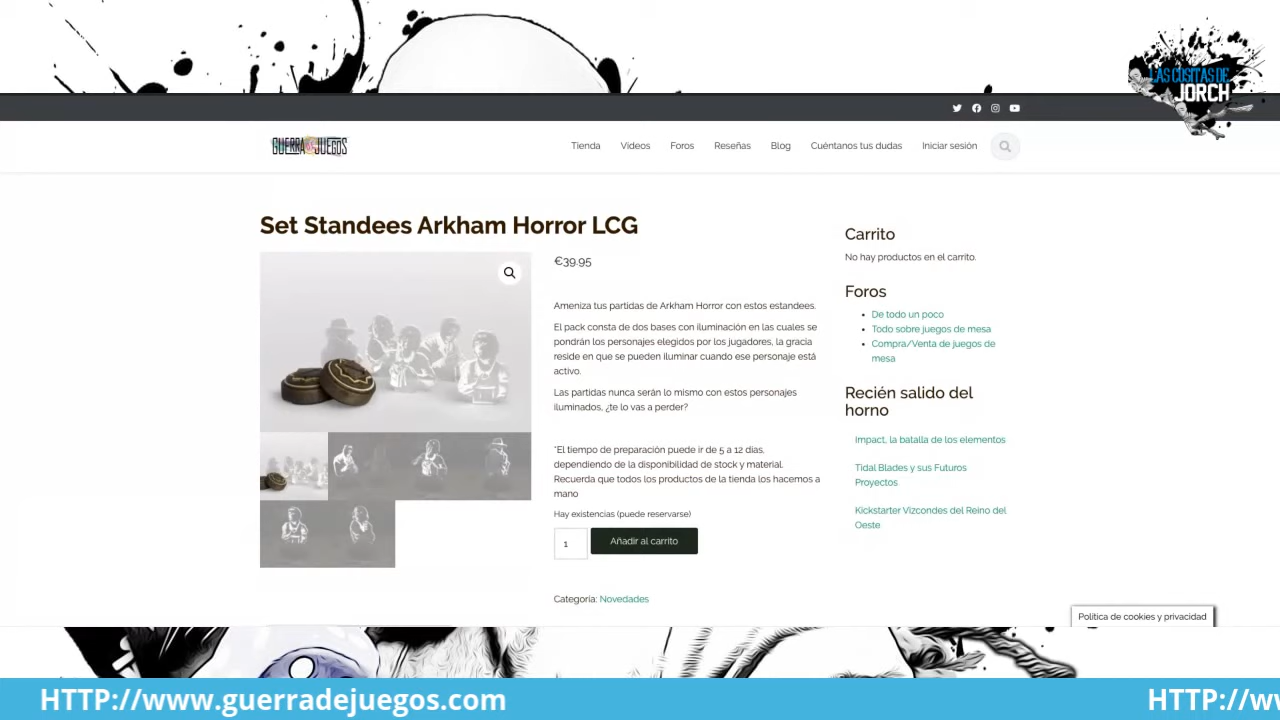 LAS COSITAS DE
JORCH
GUERRA DE JUEGOS
Tienda Vídeos Foros Reseñas Blog Cuéntanos tus dudas Iniciar sesión
Set Standees Arkham Horror LCG
€39.95
Ameniza tus partidas de Arkham Horror con estos estandees.
El pack consta de dos bases con iluminación en las cuales se
pondrán los personajes elegidos por los jugadores, la gracia
reside en que se pueden iluminar cuando ese personaje está
activo.
Las partidas nunca serán lo mismo con estos personajes
iluminados, ¿te lo vas a perder?
*El tiempo de preparación puede ir de 5 a 12 días,
dependiendo de la disponibilidad de stock y material.
Recuerda que todos los productos de la tienda los hacemos a
mano
Hay existencias (puede reservarse)
1 Añadir al carrito
Categoría: Novedades
Carrito
No hay productos en el carrito.
Foros
De todo un poco
Todo sobre juegos de mesa
Compra/Venta de juegos de
mesa
Recién salido del
horno
Impact, la batalla de los elementos
Tidal Blades y sus Futuros
Proyectos
Kickstarter Vizcondes del Reino del
Oeste
Política de cookies y privacidad
HTTP://www.guerradejuegos.com HTTP://ww